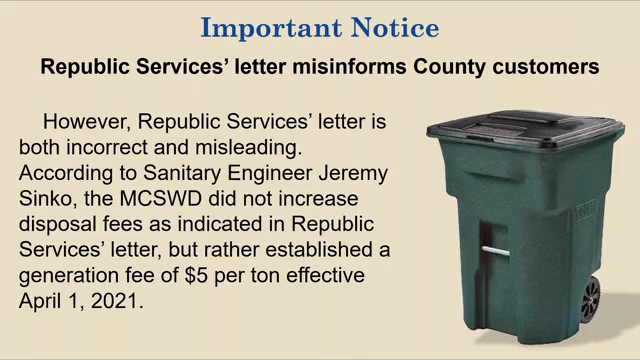 Important Notice
Republic Services’ letter misinforms County customers
However, Republic Services’ letter is
both incorrect and misleading.
According to Sanitary Engineer Jeremy
Sinko, the MCSWD did not increase
disposal fees as indicated in Republic
Services’ letter, but rather established a
generation fee of $5 per ton effective
April 1, 2021.